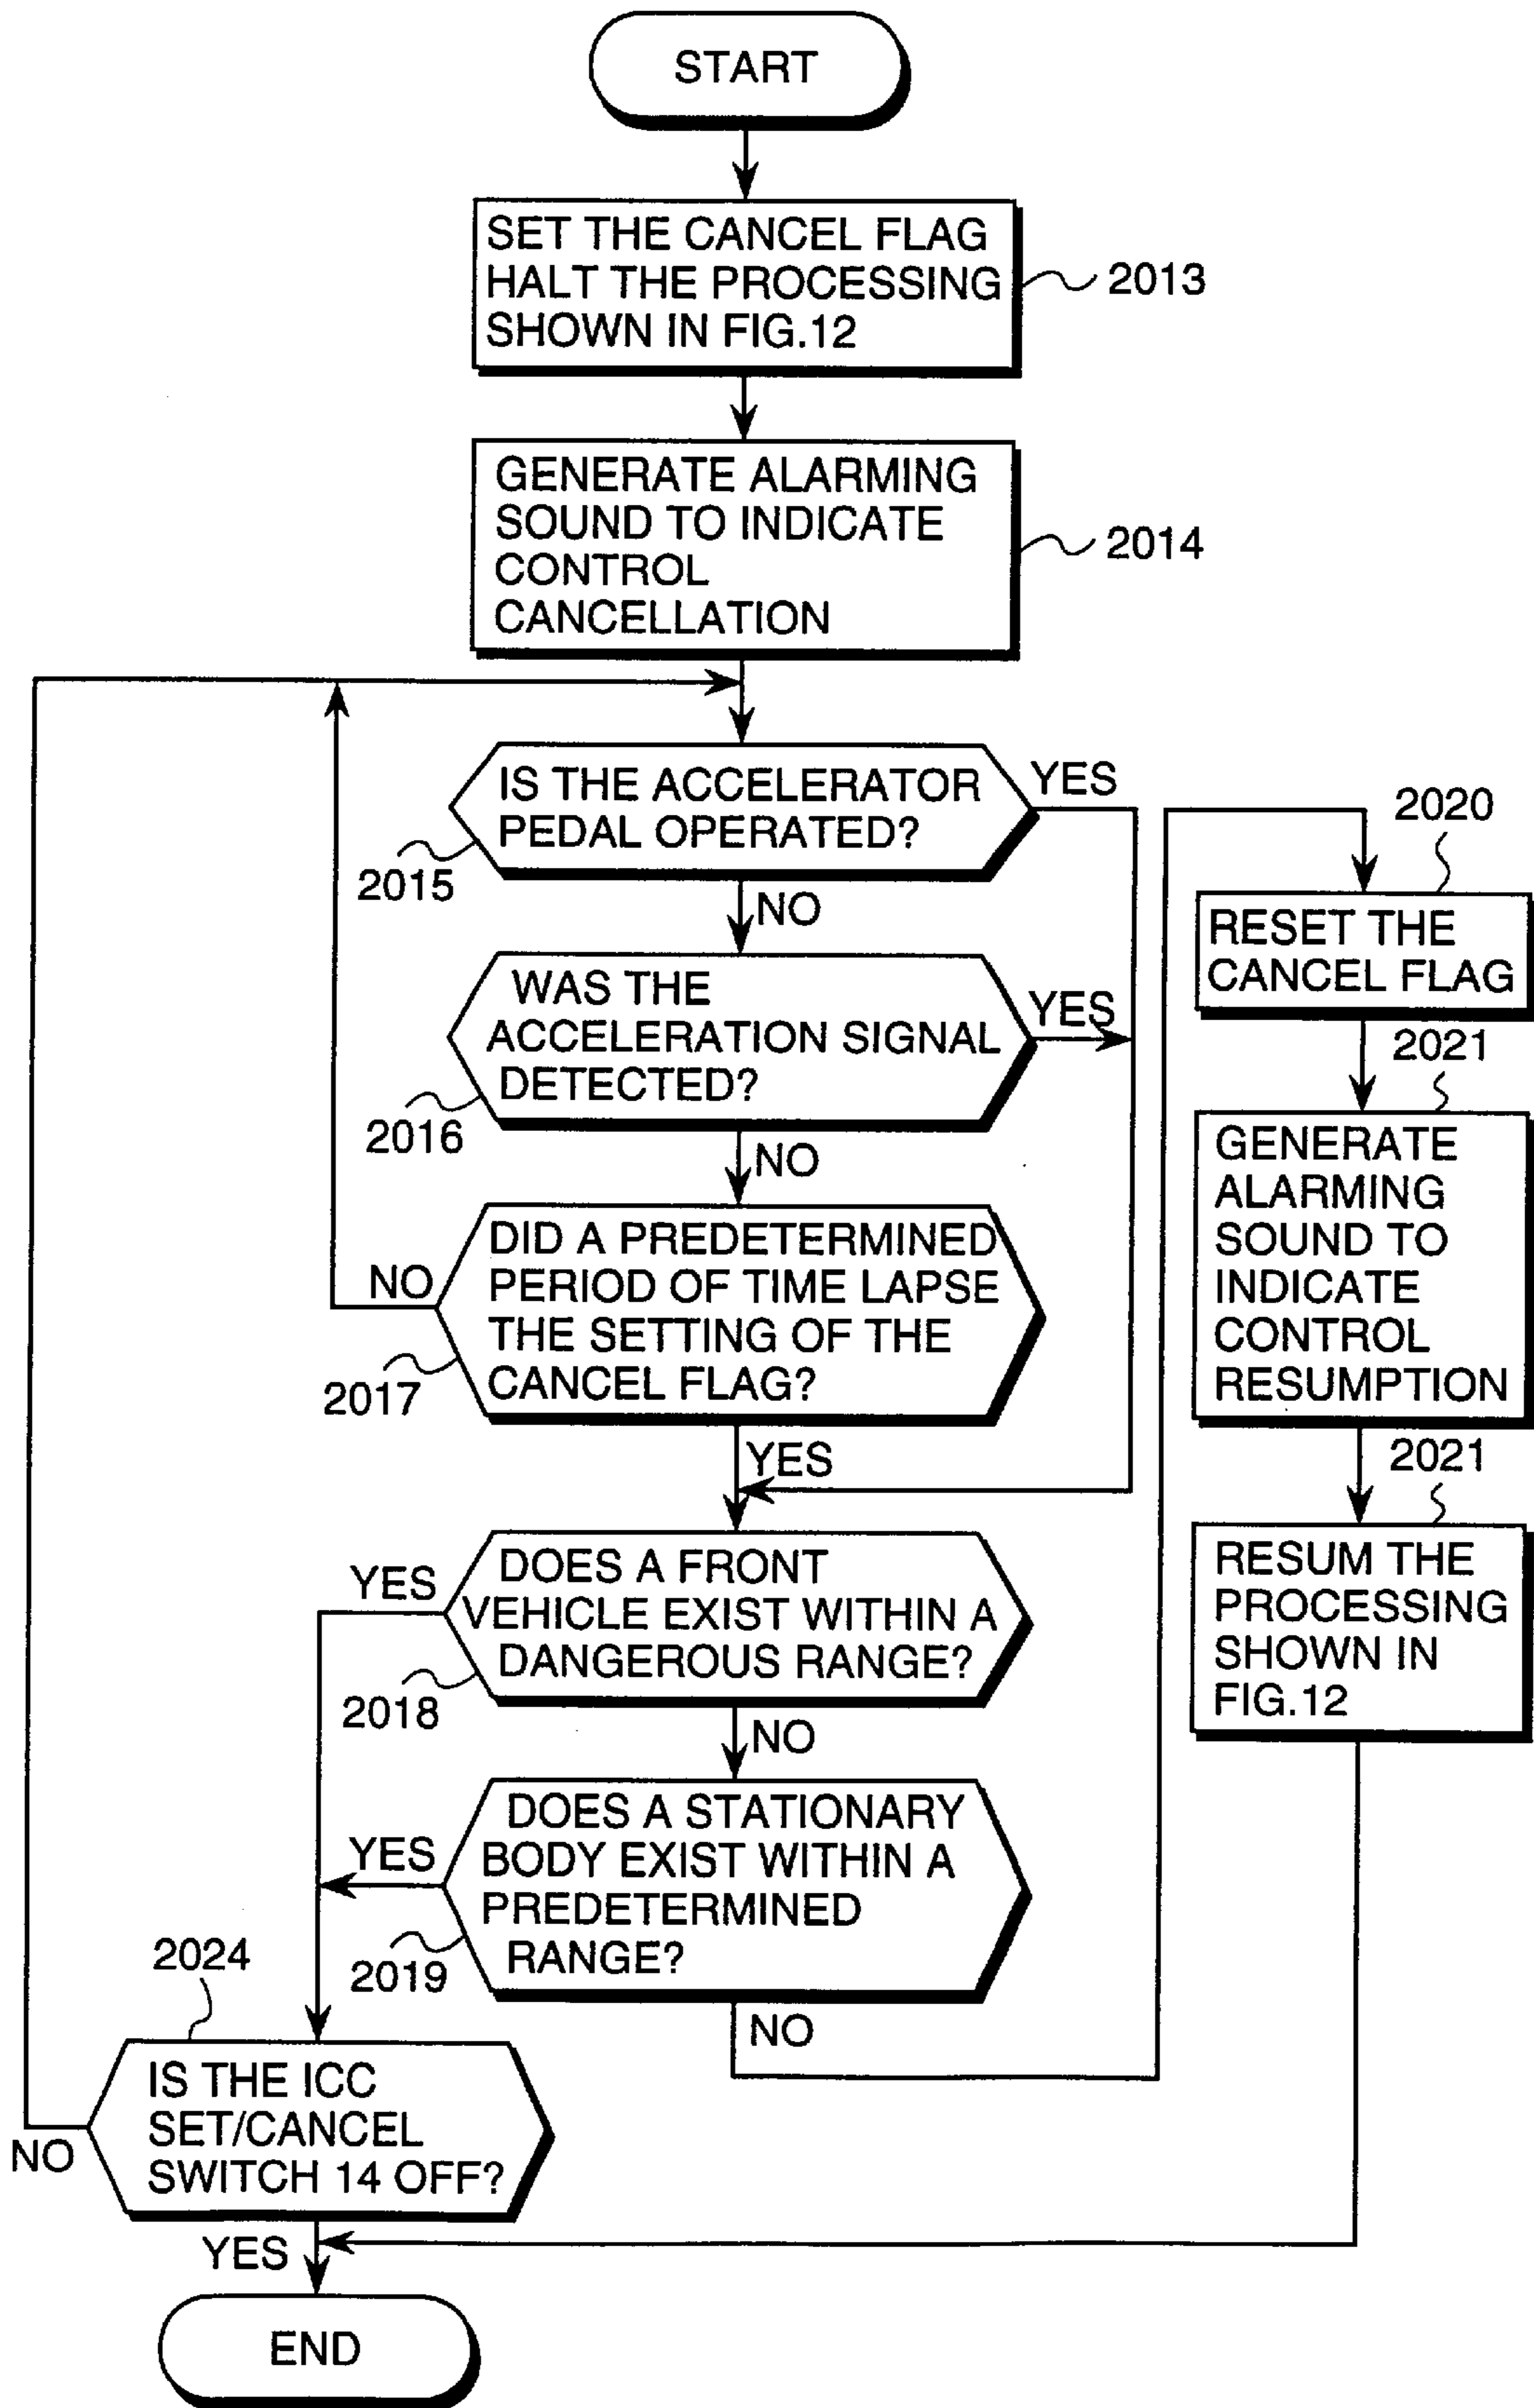 START
SET THE CANCEL FLAG
HALT THE PROCESSING
SHOWN IN FIG.12
2013
GENERATE ALARMING
SOUND TO INDICATE
CONTROL
CANCELLATION
2014
IS THE ACCELERATOR
PEDAL OPERATED?
YES
2015
NO
WAS THE
ACCELERATION SIGNAL
DETECTED?
YES
2016
NO
DID A PREDETERMINED
PERIOD OF TIME LAPSE
THE SETTING OF THE
CANCEL FLAG?
NO
2017
YES
DOES A FRONT
VEHICLE EXIST WITHIN A
DANGEROUS RANGE?
YES
2018
NO
DOES A STATIONARY
BODY EXIST WITHIN A
PREDETERMINED
RANGE?
YES
2019
NO
2024
IS THE ICC
SET/CANCEL
SWITCH 14 OFF?
NO
YES
END
2020
RESET THE
CANCEL FLAG
2021
GENERATE
ALARMING
SOUND TO
INDICATE
CONTROL
RESUMPTION
2021
RESUM THE
PROCESSING
SHOWN IN
FIG.12